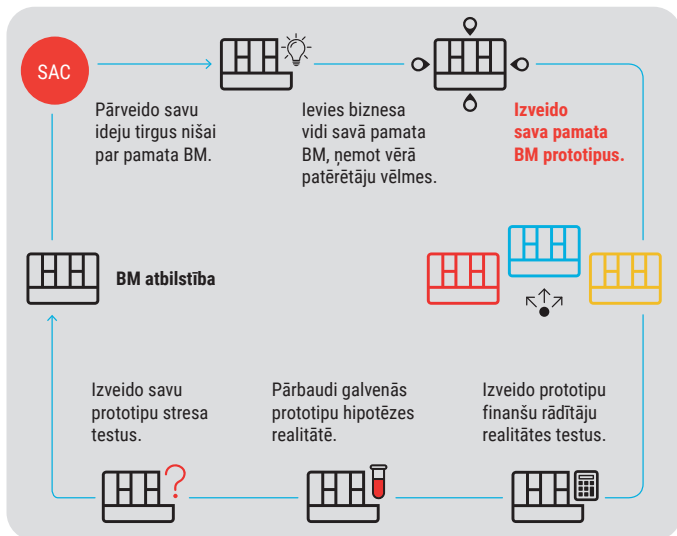 SAC
Pārveido savu
ideju tirgus nišai
par pamata BM.
Ievies biznesa
vidi savā pamata
BM, ņemot vērā
patērētāju vēlmes.
Izveido
sava pamata
BM prototipus.
BM atbilstība
Izveido savu
prototipu stresa
testus.
Pārbaudi galvenās
prototipu hipotēzes
realitātē.
Izveido prototipu
finanšu rādītāju
realitātes testus.
?